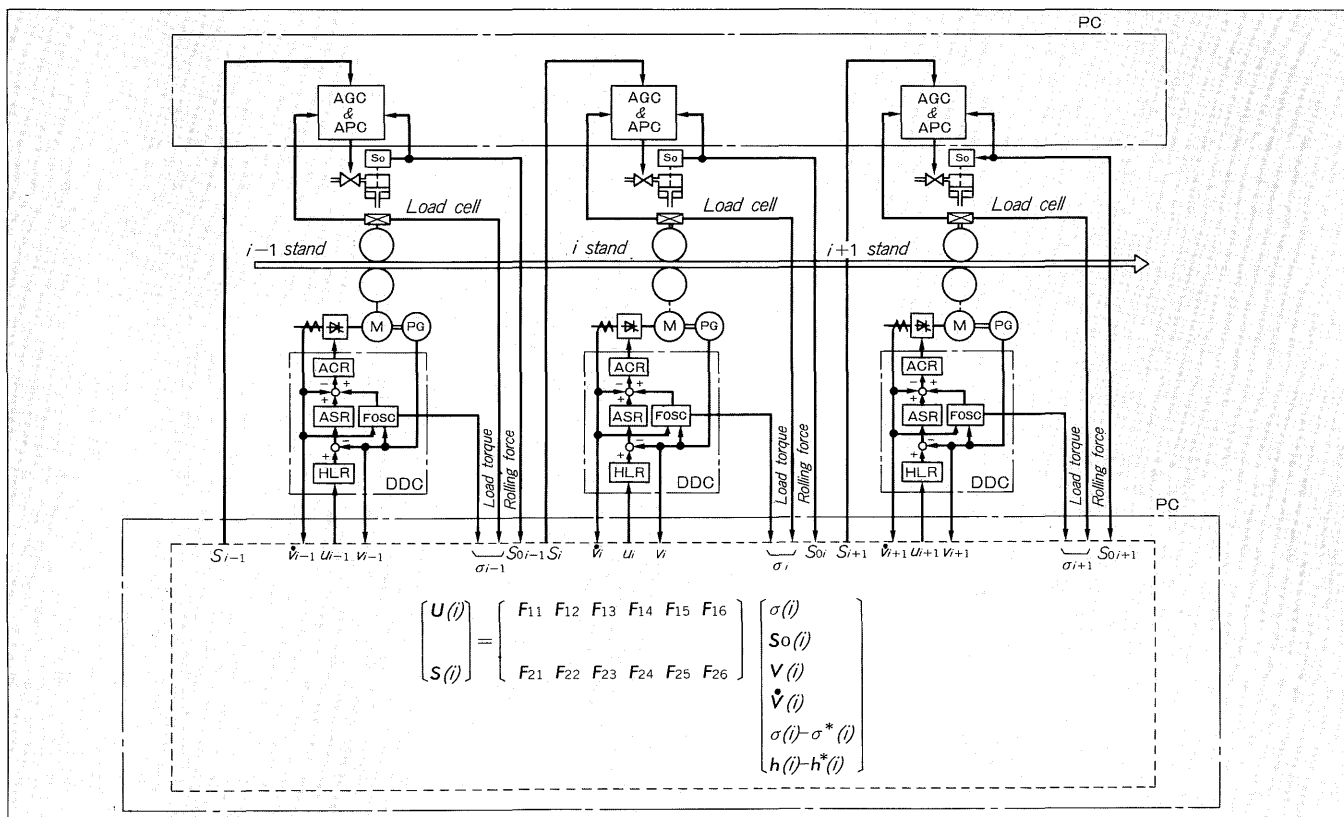 PC
AGC & APC
AGC & APC
AGC & APC
So
So
So
Load cell
Load cell
Load cell
i−1 stand
i stand
i+1 stand
M
PG
M
PG
M
PG
ACR
ACR
ACR
− +
− +
− +
+
+
+
ASR
FOSC
ASR
FOSC
ASR
FOSC
−
−
−
+
+
+
HLR
HLR
HLR
DDC
DDC
DDC
Load torque
Rolling force
Load torque
Rolling force
Load torque
Rolling force
PC
Si−1 v̇i−1 ui−1 vi−1 σi−1 S0i−1 Si v̇i ui vi σi S0i Si+1 v̇i+1 ui+1 vi+1 σi+1 S0i+1
U(i)
S(i)
=
F11 F12 F13 F14 F15 F16
F21 F22 F23 F24 F25 F26
σ(i)
So(i)
V(i)
V̇(i)
σ(i)-σ*(i)
h(i)-h*(i)